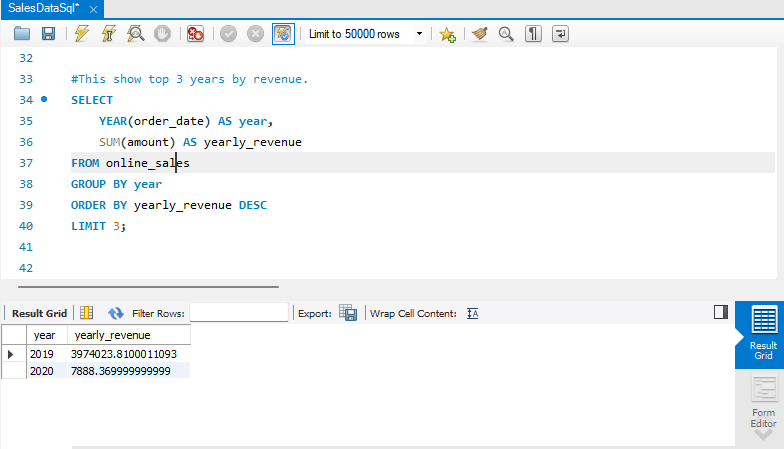 SalesDataSql*
Limit to 50000 rows
32
33 #This show top 3 years by revenue.
34 SELECT
35 YEAR(order_date) AS year,
36 SUM(amount) AS yearly_revenue
37 FROM online_sales
38 GROUP BY year
39 ORDER BY yearly_revenue DESC
40 LIMIT 3;
41
42
Result Grid Filter Rows: Export: Wrap Cell Content: IA
year yearly_revenue
2019 3974023.8100011093
2020 7888.369999999999
Result
Grid
Form
Editor